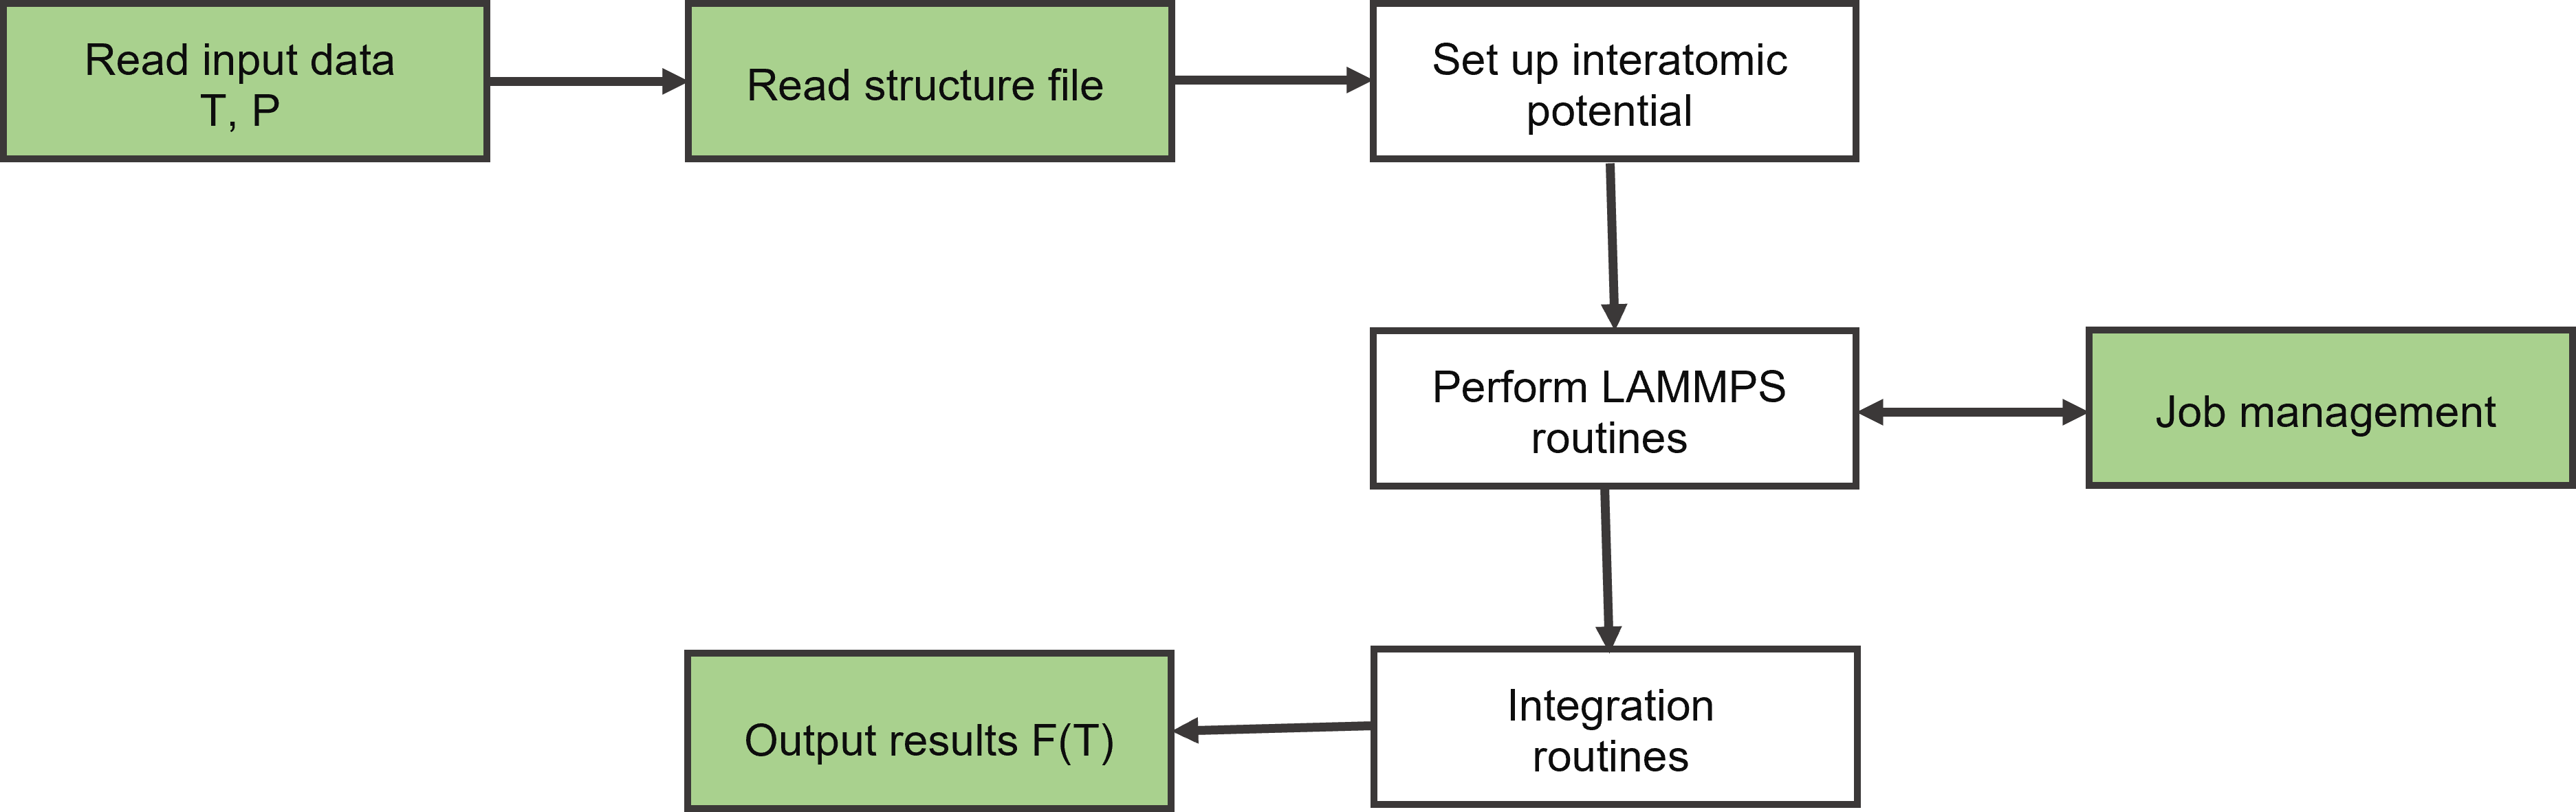 Read input data
T, P
Read structure file
Set up interatomic
potential
Perform LAMMPS
routines
Job management
Integration
routines
Output results F(T)